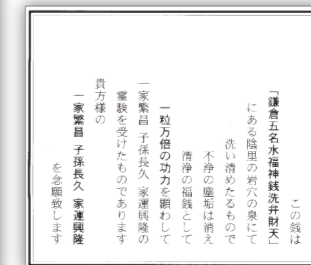 この銭は
「鎌倉五名水福神銭洗弁財天」
にある陰里の岩穴の泉にて
洗い清めたるもので
不浄の塵垢は消え
清浄の福銭として
一粒万倍の功力を顕わして
一家繁昌 子孫長久 家運興隆の
霊験を受けたものであります
貴方様の
一家繁昌 子孫長久 家運興隆
を念願致します